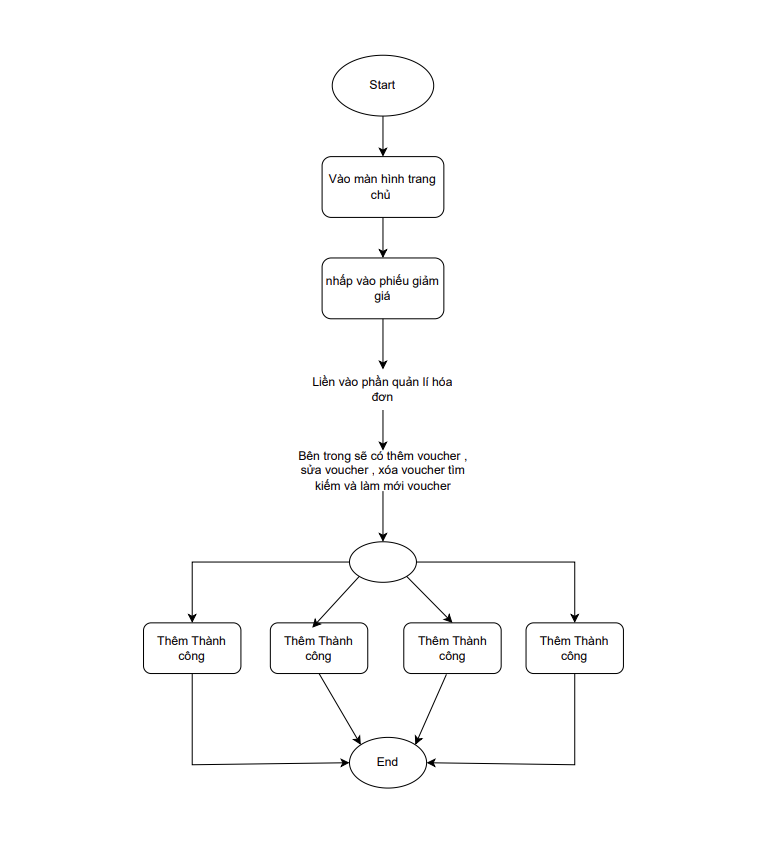 Start
Vào màn hình trang
chủ
nhấp vào phiếu giảm
giá
Liền vào phần quản lí hóa
đơn
Bên trong sẽ có thêm voucher ,
sửa voucher , xóa voucher tìm
kiếm và làm mới voucher
Thêm Thành
công
Thêm Thành
công
Thêm Thành
công
Thêm Thành
công
End